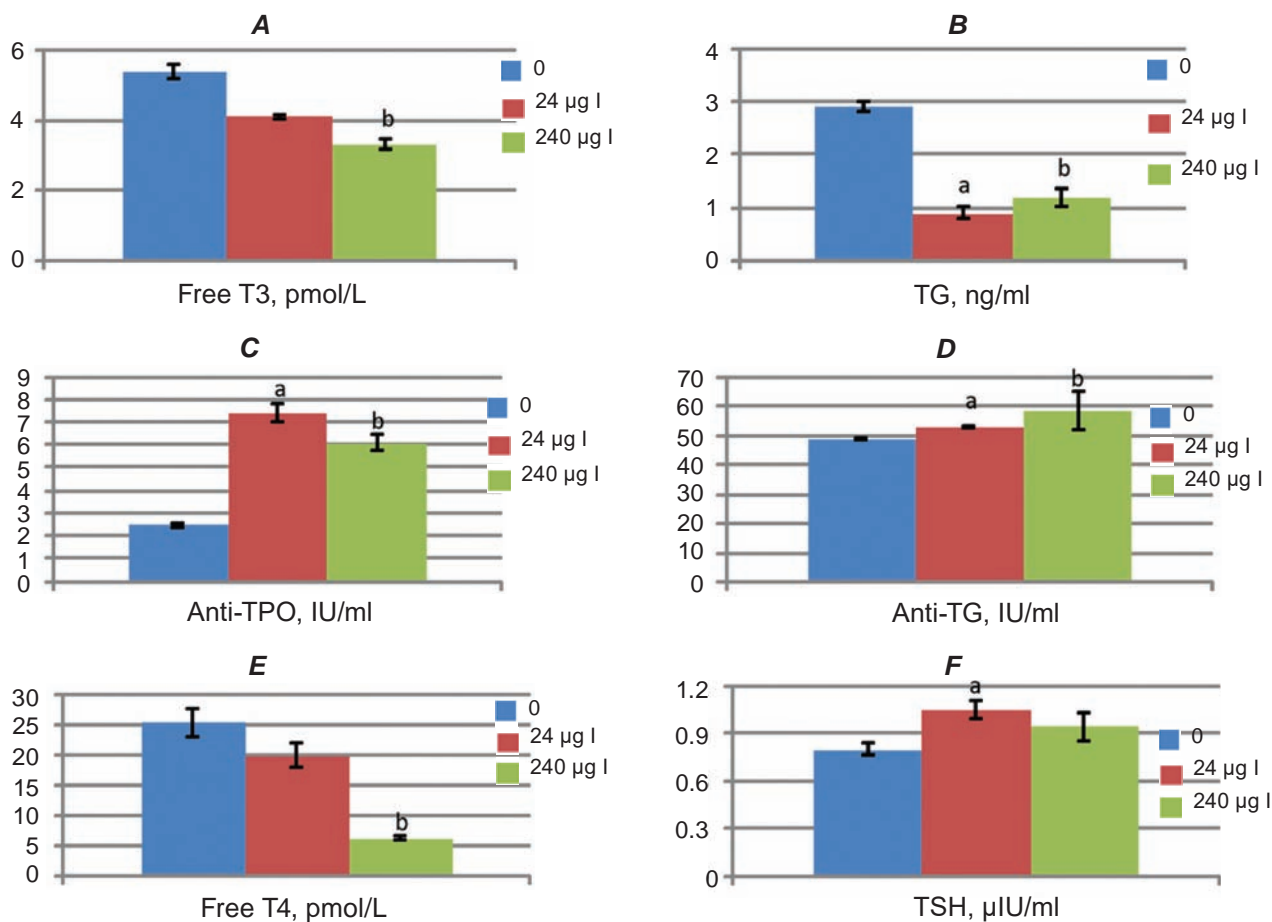 A
6
4
2
0
b
0
24 µg I
240 µg I
Free T3, pmol/L
B
4
3
2
1
0
a
b
0
24 µg I
240 µg I
TG, ng/ml
C
9
8
7
6
5
4
3
2
1
0
a
b
0
24 µg I
240 µg I
Anti-TPO, IU/ml
D
70
60
50
40
30
20
10
0
a
b
0
24 µg I
240 µg I
Anti-TG, IU/ml
E
30
25
20
15
10
5
0
b
0
24 µg I
240 µg I
Free T4, pmol/L
F
1.2
0.9
0.6
0.3
0
a
0
24 µg I
240 µg I
TSH, µIU/ml